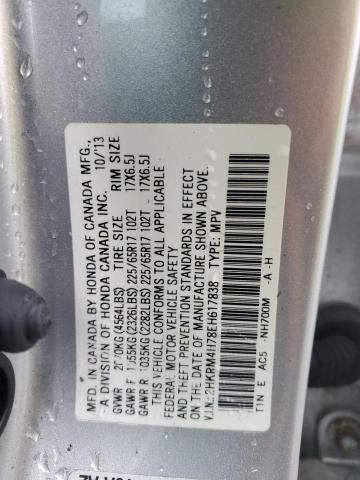 MFD. IN CANADA BY HONDA OF CANADA MFG.,
A DIVISION OF HONDA CANADA INC. 10/13
TIRE SIZE RIM SIZE
GVWR (4564LBS)
GAWR F (2326LBS) 225/65R17 102T 17X6.5J
GAWR R 1035KG (2282LBS) 225/65R17 102T 17X6.5J
THIS VEHICLE CONFORMS TO ALL APPLICABLE
FEDERAL MOTOR VEHICLE SAFETY
AND THEFT PREVENTION STANDARDS IN EFFECT
ON THE DATE OF MANUFACTURE SHOWN ABOVE.
V.I.N.: 2HKRM4H78EH617838 TYPE: MPV
E AC5 -NH700M -A -H